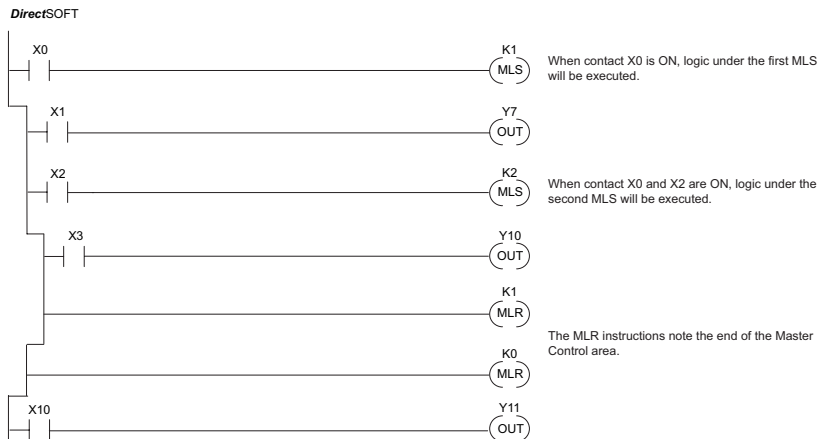 DirectSOFT
X0
K1
MLS
When contact X0 is ON, logic under the first MLS
will be executed.
X1
Y7
OUT
X2
K2
MLS
When contact X0 and X2 are ON, logic under the
second MLS will be executed.
X3
Y10
OUT
K1
MLR
The MLR instructions note the end of the Master
Control area.
K0
MLR
X10
Y11
OUT